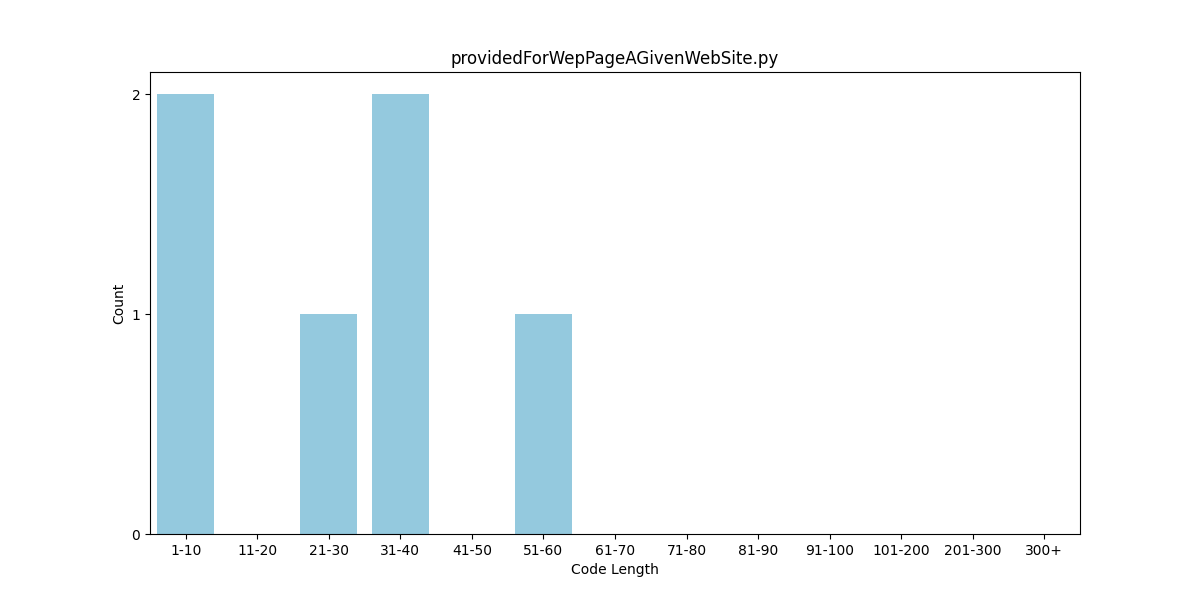 providedForWepPageAGivenWebSite.py
2
1
0
Count
1-10 11-20 21-30 31-40 41-50 51-60 61-70 71-80 81-90 91-100 101-200 201-300 300+
Code Length